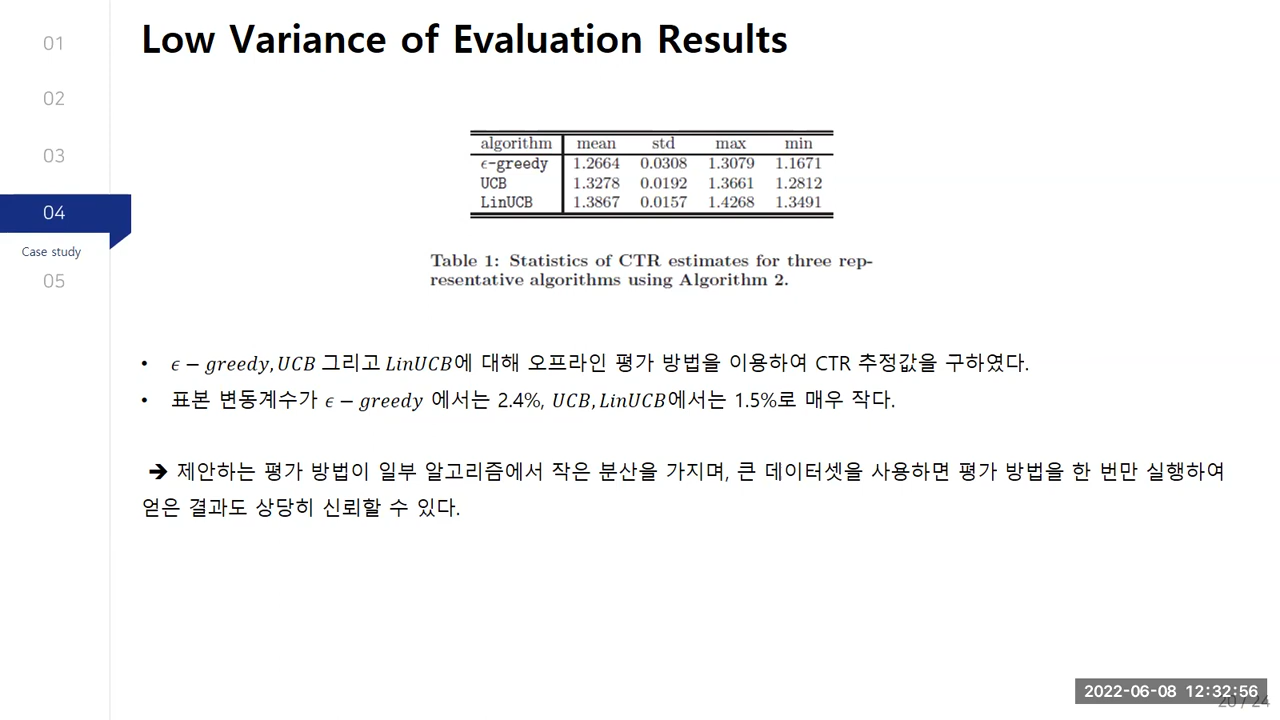 Low Variance of Evaluation Results
01
02
03
04
Case study
05
algorithm mean std max min
ϵ-greedy 1.2664 0.0308 1.3079 1.1671
UCB 1.3278 0.0192 1.3661 1.2812
LinUCB 1.3867 0.0157 1.4268 1.3491
Table 1: Statistics of CTR estimates for three rep-
resentative algorithms using Algorithm 2.
• ϵ − greedy, UCB 그리고 LinUCB에 대해 오프라인 평가 방법을 이용하여 CTR 추정값을 구하였다.
• 표본 변동계수가 ϵ − greedy 에서는 2.4%, UCB, LinUCB에서는 1.5%로 매우 작다.
➔ 제안하는 평가 방법이 일부 알고리즘에서 작은 분산을 가지며, 큰 데이터셋을 사용하면 평가 방법을 한 번만 실행하여
얻은 결과도 상당히 신뢰할 수 있다.
2022-06-08 12:32:56
20 / 24